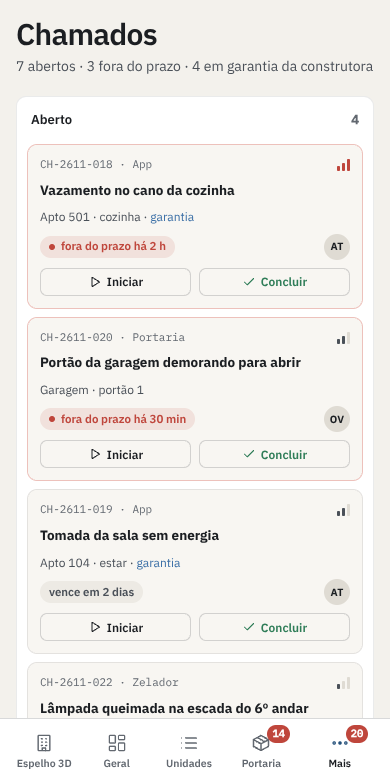 Chamados
7 abertos · 3 fora do prazo · 4 em garantia da construtora
Aberto 4
CH-2611-018 · App
Vazamento no cano da cozinha
Apto 501 · cozinha · garantia
fora do prazo há 2 h AT
Iniciar Concluir
CH-2611-020 · Portaria
Portão da garagem demorando para abrir
Garagem · portão 1
fora do prazo há 30 min OV
Iniciar Concluir
CH-2611-019 · App
Tomada da sala sem energia
Apto 104 · estar · garantia
vence em 2 dias AT
Iniciar Concluir
CH-2611-022 · Zelador
Lâmpada queimada na escada do 6º andar
14 20
Espelho 3D Geral Unidades Portaria Mais